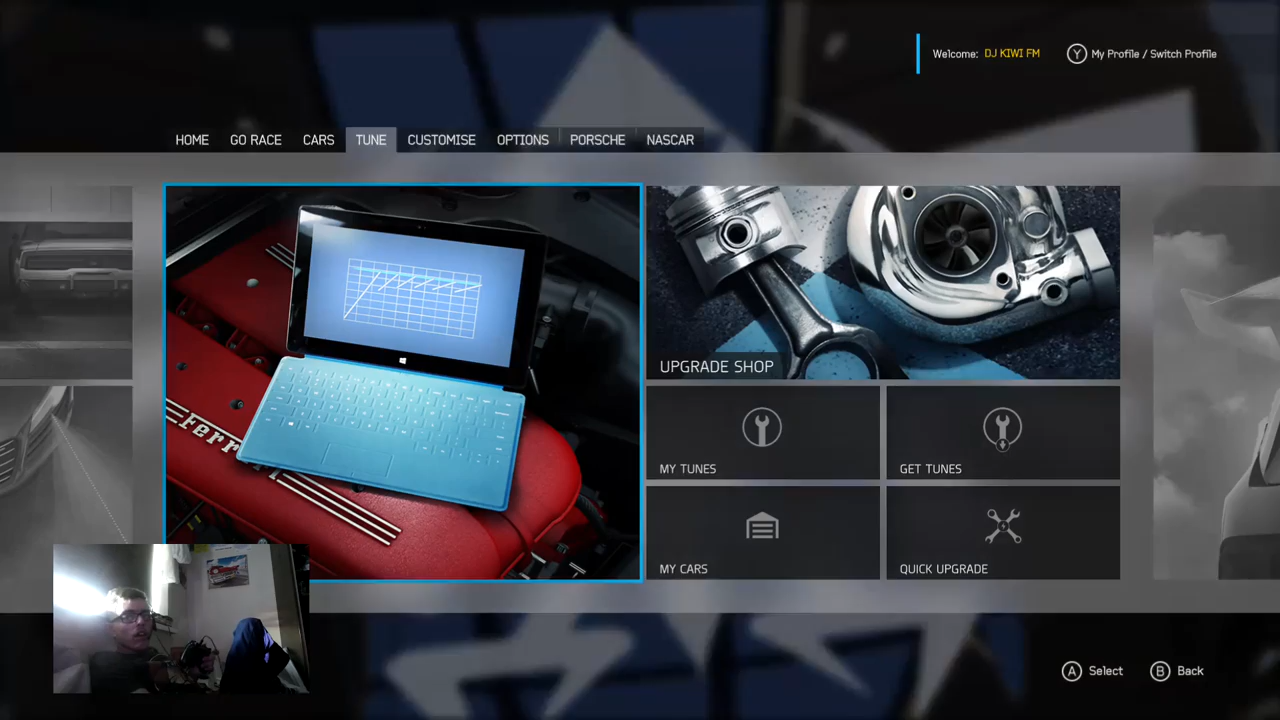 Welcome: DJ KIWI FM
Y My Profile / Switch Profile
HOME GO RACE CARS TUNE CUSTOMISE OPTIONS PORSCHE NASCAR
UPGRADE SHOP
MY TUNES
GET TUNES
MY CARS
QUICK UPGRADE
A Select B Back